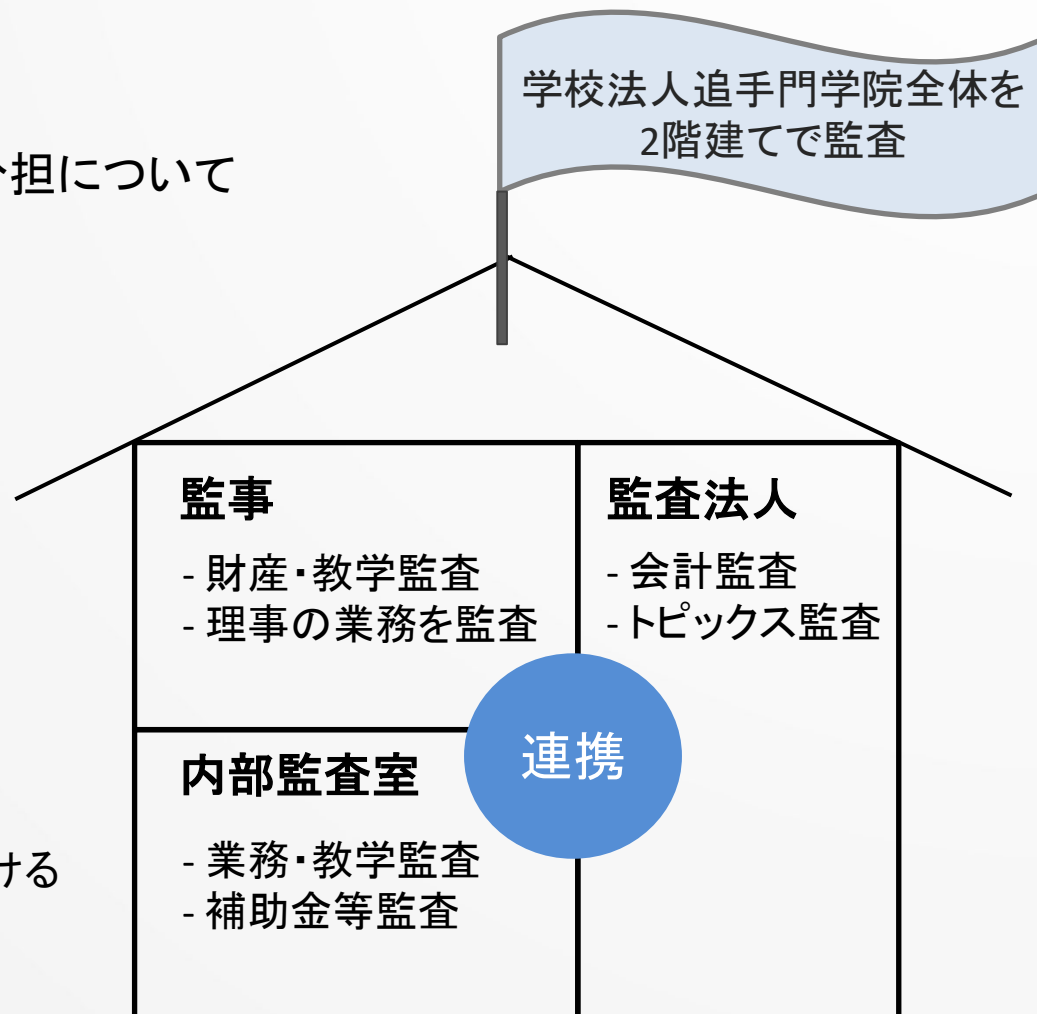 学校法人追手門学院全体を
2階建てで監査
分担について
監事
- 財産・教学監査
- 理事の業務を監査
監査法人
- 会計監査
- トピックス監査
連携
内部監査室
- 業務・教学監査
- 補助金等監査
ける